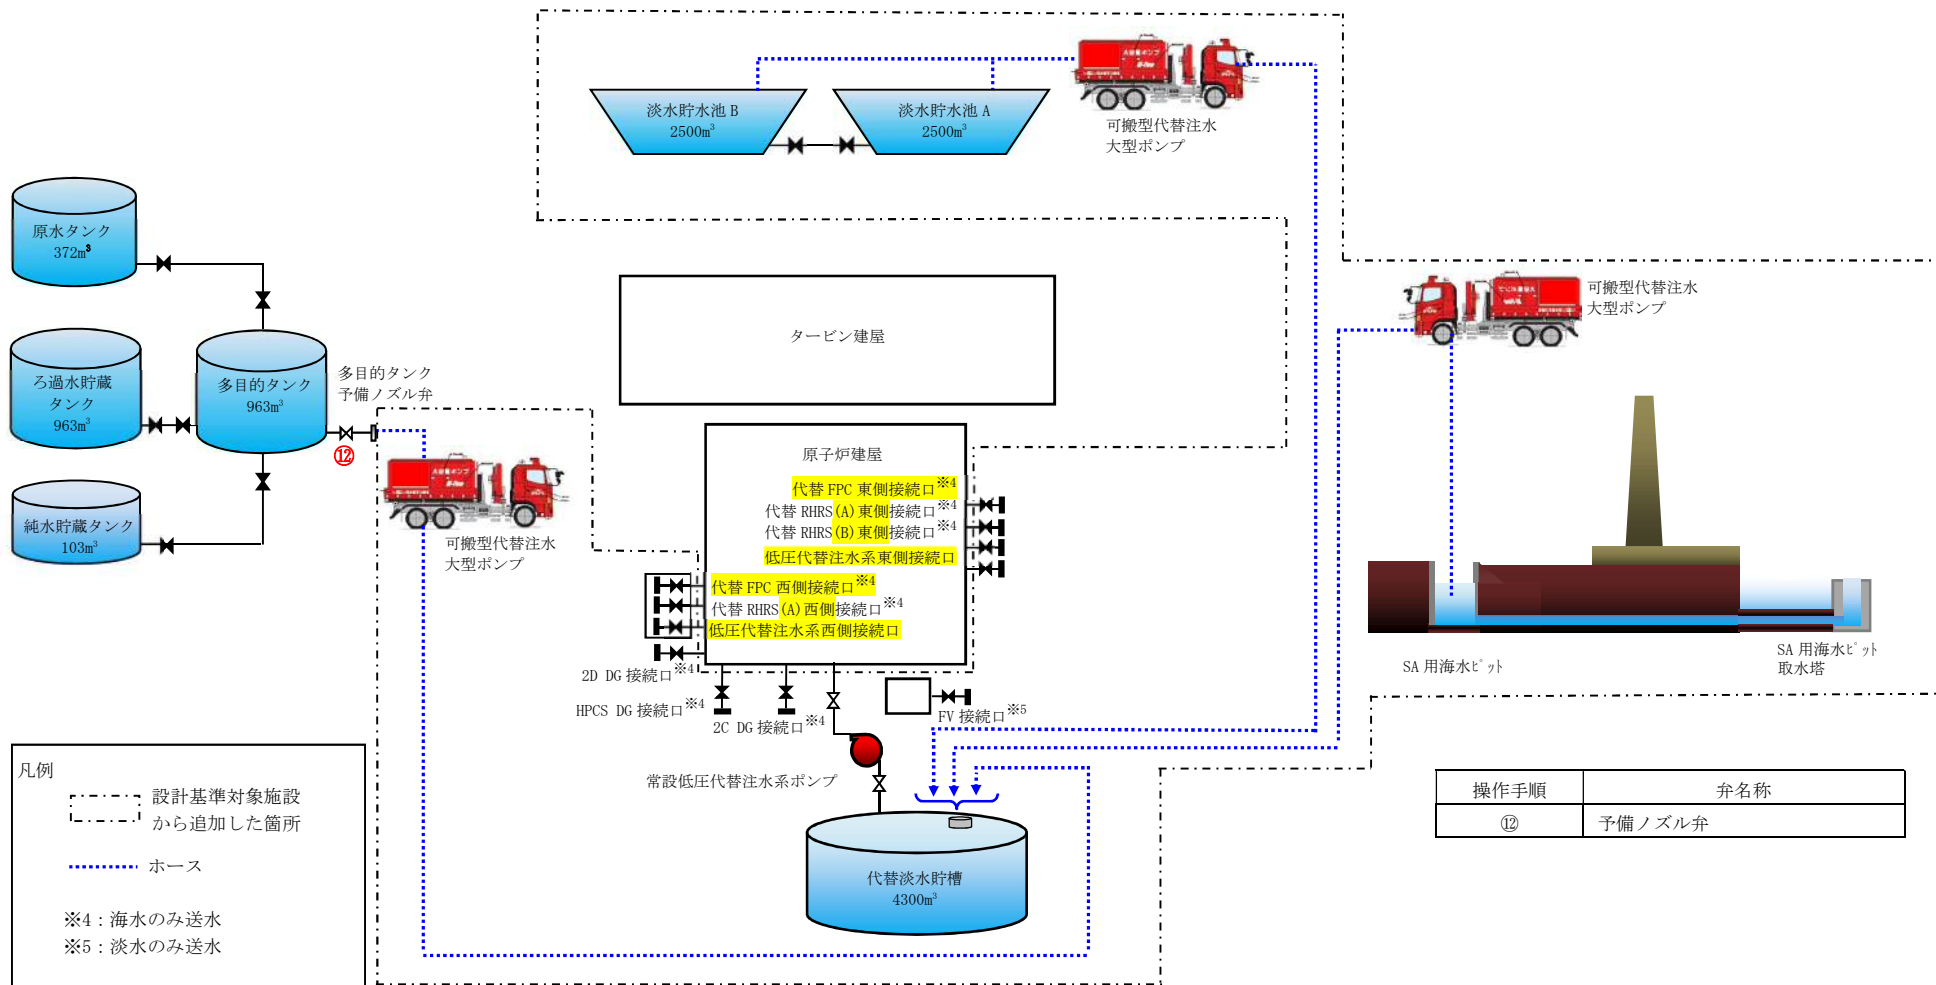 淡水貯水池 B
2500m³
淡水貯水池 A
2500m³
可搬型代替注水
大型ポンプ
原水タンク
372m³
ろ過水貯蔵
タンク
963m³
多目的タンク
963m³
純水貯蔵タンク
103m³
多目的タンク
予備ノズル弁
⑫
可搬型代替注水
大型ポンプ
タービン建屋
可搬型代替注水
大型ポンプ
原子炉建屋
代替 FPC 東側接続口※4
代替 RHRS(A)東側接続口※4
代替 RHRS(B)東側接続口※4
低圧代替注水系東側接続口
代替 FPC 西側接続口※4
代替 RHRS(A)西側接続口※4
低圧代替注水系西側接続口
2D DG 接続口※4
HPCS DG 接続口※4
2C DG 接続口※4
FV 接続口※5
常設低圧代替注水系ポンプ
代替淡水貯槽
4300m³
SA 用海水ﾋﾟｯﾄ
SA 用海水ﾋﾟｯﾄ
取水塔
操作手順 弁名称
⑫ 予備ノズル弁
凡例
設計基準対象施設
から追加した箇所
ホース
※4：海水のみ送水
※5：淡水のみ送水